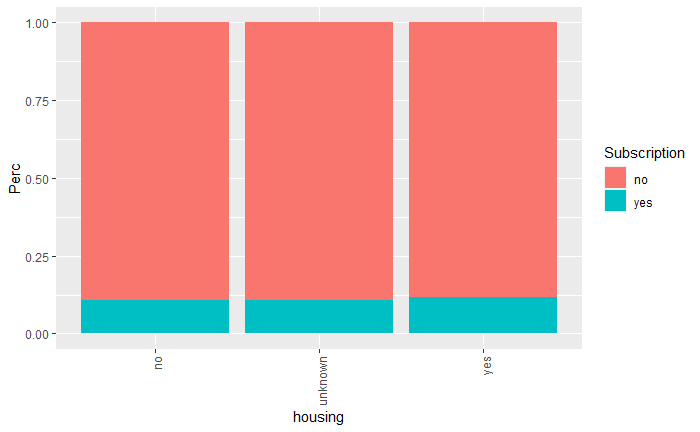 1.00
0.75
0.50
0.25
0.00
Perc
no
unknown
yes
housing
Subscription
no
yes